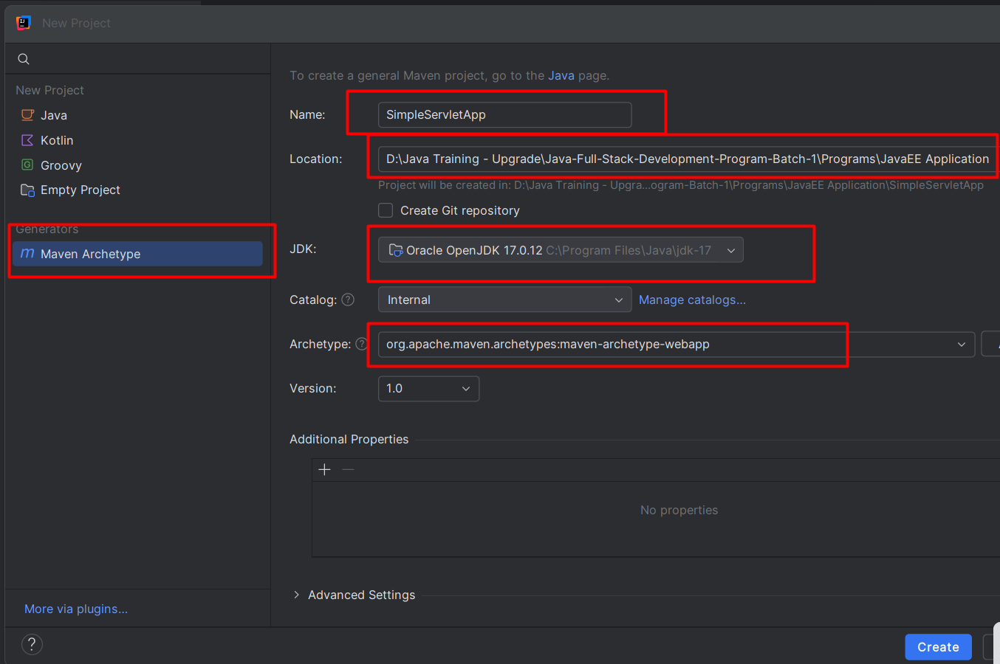 New Project
To create a general Maven project, go to the Java page.
New Project
Java
Kotlin
Groovy
Empty Project
Generators
Maven Archetype
More via plugins...
Name: SimpleServletApp
Location: D:\Java Training - Upgrade\Java-Full-Stack-Development-Program-Batch-1\Programs\JavaEE Application
Project will be created in: D:\Java Training - Upgra...ogram-Batch-1\Programs\JavaEE Application\SimpleServletApp
Create Git repository
JDK: Oracle OpenJDK 17.0.12 C:\Program Files\Java\jdk-17
Catalog: ? Internal Manage catalogs...
Archetype: ? org.apache.maven.archetypes:maven-archetype-webapp
Version: 1.0
Additional Properties
No properties
Advanced Settings
? Create